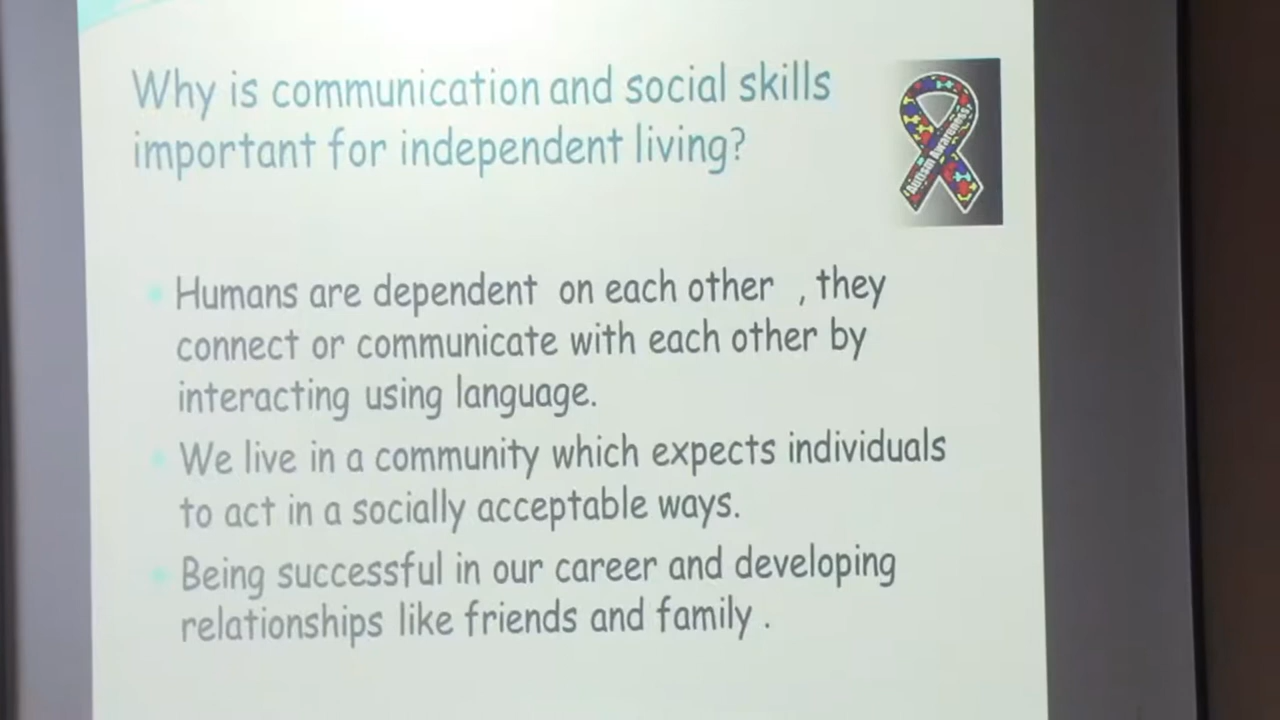 Why is communication and social skills
important for independent living?
Autism Awareness
Humans are dependent on each other , they
connect or communicate with each other by
interacting using language.
We live in a community which expects individuals
to act in a socially acceptable ways.
Being successful in our career and developing
relationships like friends and family .